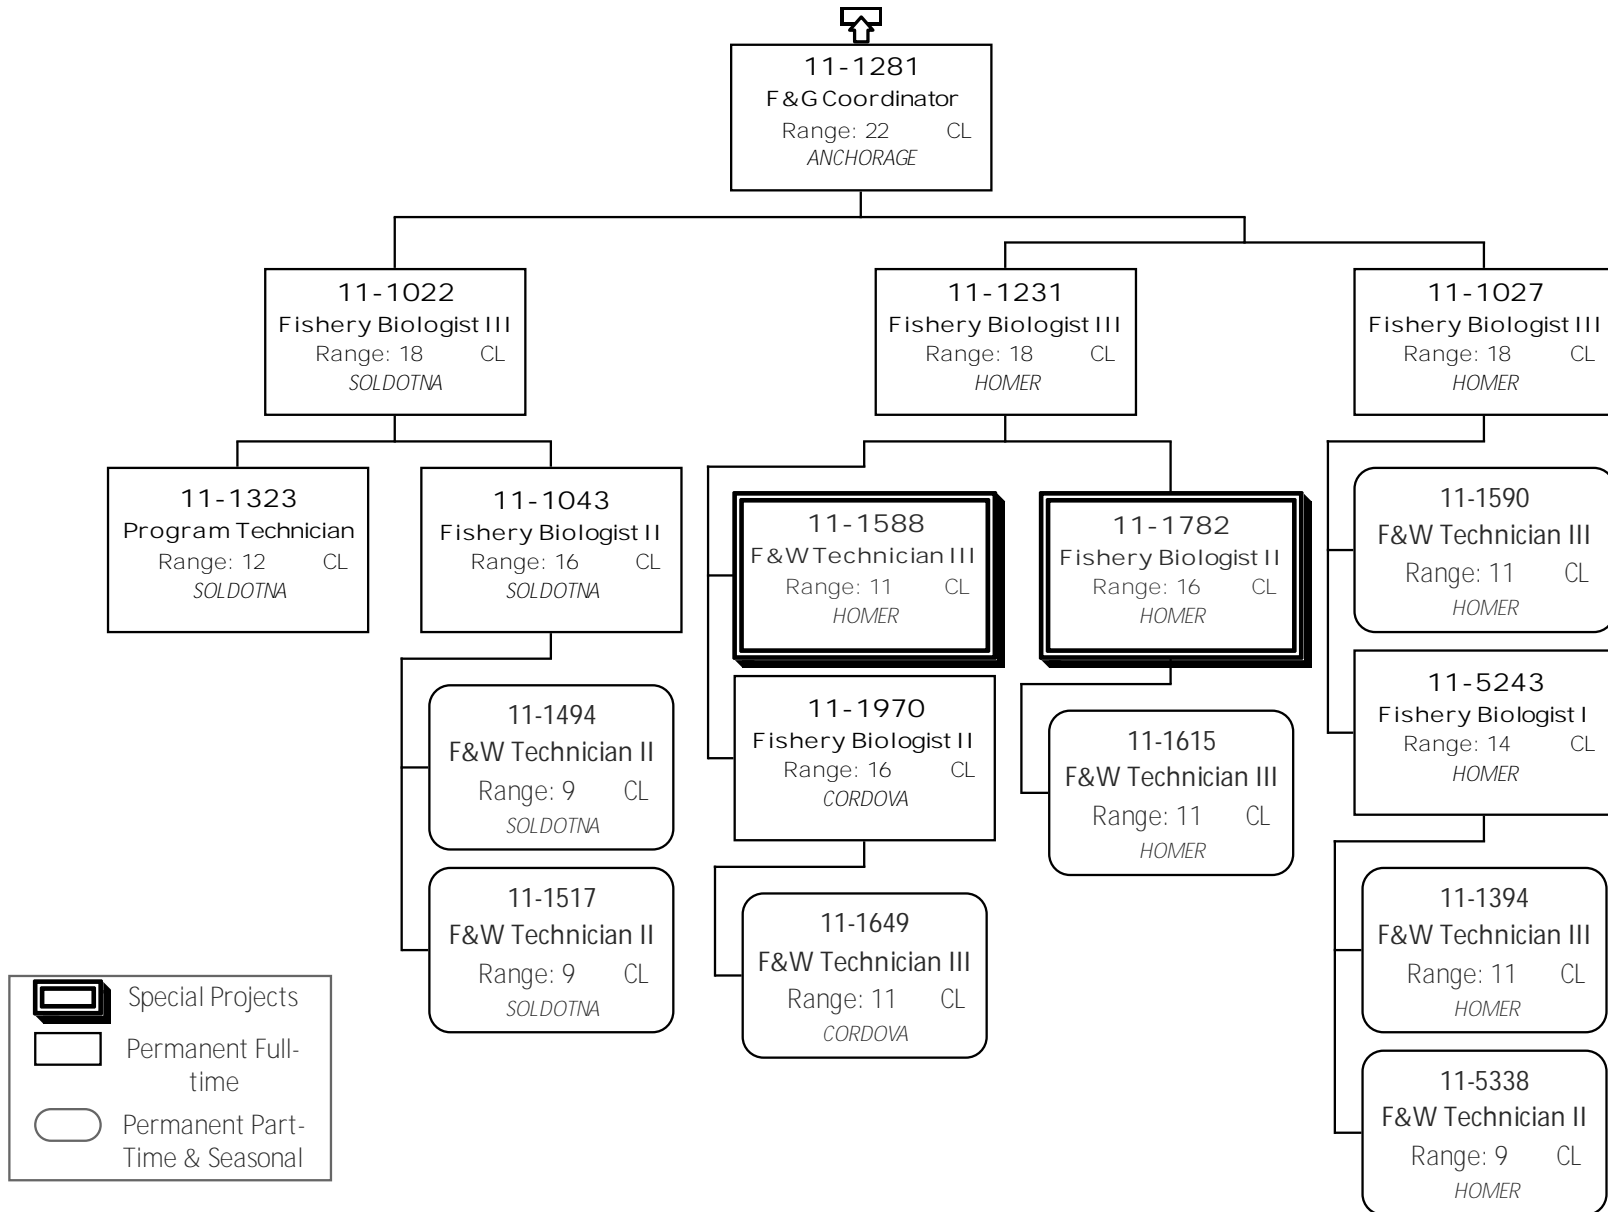 11-1281
F&G Coordinator
Range: 22 CL
ANCHORAGE
11-1022
Fishery Biologist III
Range: 18 CL
SOLDOTNA
11-1231
Fishery Biologist III
Range: 18 CL
HOMER
11-1027
Fishery Biologist III
Range: 18 CL
HOMER
11-1323
Program Technician
Range: 12 CL
SOLDOTNA
11-1043
Fishery Biologist II
Range: 16 CL
SOLDOTNA
11-1588
F&W Technician III
Range: 11 CL
HOMER
11-1782
Fishery Biologist II
Range: 16 CL
HOMER
11-1590
F&W Technician III
Range: 11 CL
HOMER
11-1494
F&W Technician II
Range: 9 CL
SOLDOTNA
11-1970
Fishery Biologist II
Range: 16 CL
CORDOVA
11-1615
F&W Technician III
Range: 11 CL
HOMER
11-5243
Fishery Biologist I
Range: 14 CL
HOMER
11-1517
F&W Technician II
Range: 9 CL
SOLDOTNA
11-1649
F&W Technician III
Range: 11 CL
CORDOVA
11-1394
F&W Technician III
Range: 11 CL
HOMER
11-5338
F&W Technician II
Range: 9 CL
HOMER
Special Projects
Permanent Full-
time
Permanent Part-
Time & Seasonal